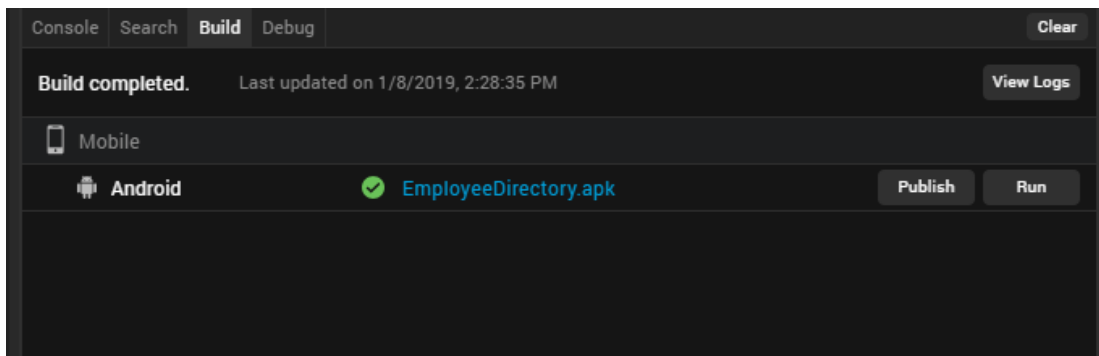 Console Search Build Debug Clear
Build completed. Last updated on 1/8/2019, 2:28:35 PM View Logs
Mobile
Android EmployeeDirectory.apk Publish Run